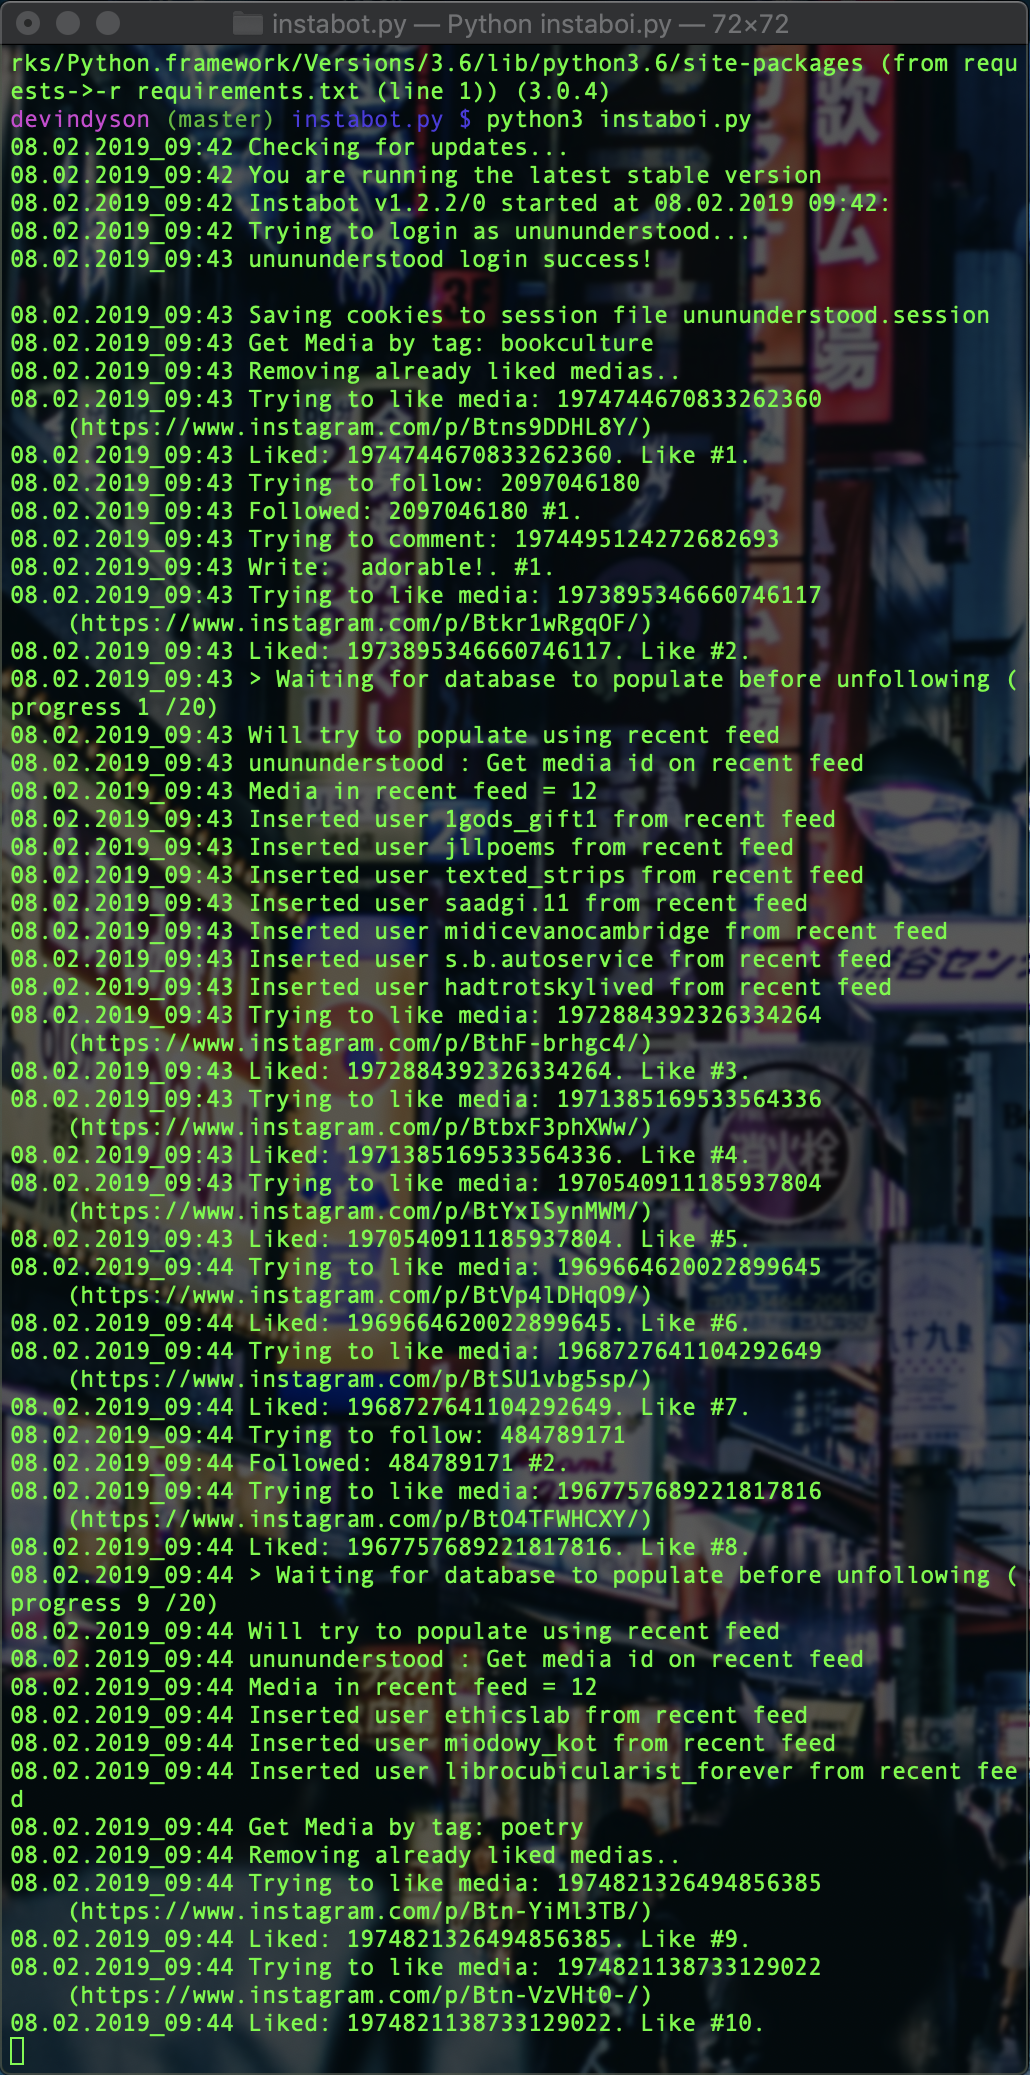 instabot.py — Python instaboi.py — 72×72
rks/Python.framework/Versions/3.6/lib/python3.6/site-packages (from requ
ests->-r requirements.txt (line 1)) (3.0.4)
devindyson (master) instabot.py $ python3 instaboi.py
08.02.2019_09:42 Checking for updates...
08.02.2019_09:42 You are running the latest stable version
08.02.2019_09:42 Instabot v1.2.2/0 started at 08.02.2019 09:42:
08.02.2019_09:42 Trying to login as unununderstood...
08.02.2019_09:43 unununderstood login success!
08.02.2019_09:43 Saving cookies to session file unununderstood.session
08.02.2019_09:43 Get Media by tag: bookculture
08.02.2019_09:43 Removing already liked medias..
08.02.2019_09:43 Trying to like media: 1974744670833262360
(https://www.instagram.com/p/Btns9DDHL8Y/)
08.02.2019_09:43 Liked: 1974744670833262360. Like #1.
08.02.2019_09:43 Trying to follow: 2097046180
08.02.2019_09:43 Followed: 2097046180 #1.
08.02.2019_09:43 Trying to comment: 1974495124272682693
08.02.2019_09:43 Write:  adorable!. #1.
08.02.2019_09:43 Trying to like media: 1973895346660746117
(https://www.instagram.com/p/Btkr1wRgqOF/)
08.02.2019_09:43 Liked: 1973895346660746117. Like #2.
08.02.2019_09:43 > Waiting for database to populate before unfollowing (
progress 1 /20)
08.02.2019_09:43 Will try to populate using recent feed
08.02.2019_09:43 unununderstood : Get media id on recent feed
08.02.2019_09:43 Media in recent feed = 12
08.02.2019_09:43 Inserted user 1gods_gift1 from recent feed
08.02.2019_09:43 Inserted user jllpoems from recent feed
08.02.2019_09:43 Inserted user texted_strips from recent feed
08.02.2019_09:43 Inserted user saadgi.11 from recent feed
08.02.2019_09:43 Inserted user midicevanocambridge from recent feed
08.02.2019_09:43 Inserted user s.b.autoservice from recent feed
08.02.2019_09:43 Inserted user hadtrotskylived from recent feed
08.02.2019_09:43 Trying to like media: 1972884392326334264
(https://www.instagram.com/p/BthF-brhgc4/)
08.02.2019_09:43 Liked: 1972884392326334264. Like #3.
08.02.2019_09:43 Trying to like media: 1971385169533564336
(https://www.instagram.com/p/BtbxF3phXWw/)
08.02.2019_09:43 Liked: 1971385169533564336. Like #4.
08.02.2019_09:43 Trying to like media: 1970540911185937804
(https://www.instagram.com/p/BtYxISynMWM/)
08.02.2019_09:43 Liked: 1970540911185937804. Like #5.
08.02.2019_09:44 Trying to like media: 1969664620022899645
(https://www.instagram.com/p/BtVp4lDHqO9/)
08.02.2019_09:44 Liked: 1969664620022899645. Like #6.
08.02.2019_09:44 Trying to like media: 1968727641104292649
(https://www.instagram.com/p/BtSU1vbg5sp/)
08.02.2019_09:44 Liked: 1968727641104292649. Like #7.
08.02.2019_09:44 Trying to follow: 484789171
08.02.2019_09:44 Followed: 484789171 #2.
08.02.2019_09:44 Trying to like media: 1967757689221817816
(https://www.instagram.com/p/BtO4TFWHCXY/)
08.02.2019_09:44 Liked: 1967757689221817816. Like #8.
08.02.2019_09:44 > Waiting for database to populate before unfollowing (
progress 9 /20)
08.02.2019_09:44 Will try to populate using recent feed
08.02.2019_09:44 unununderstood : Get media id on recent feed
08.02.2019_09:44 Media in recent feed = 12
08.02.2019_09:44 Inserted user ethicslab from recent feed
08.02.2019_09:44 Inserted user miodowy_kot from recent feed
08.02.2019_09:44 Inserted user librocubicularist_forever from recent fee
d
08.02.2019_09:44 Get Media by tag: poetry
08.02.2019_09:44 Removing already liked medias..
08.02.2019_09:44 Trying to like media: 1974821326494856385
(https://www.instagram.com/p/Btn-YiMl3TB/)
08.02.2019_09:44 Liked: 1974821326494856385. Like #9.
08.02.2019_09:44 Trying to like media: 1974821138733129022
(https://www.instagram.com/p/Btn-VzVHt0-/)
08.02.2019_09:44 Liked: 1974821138733129022. Like #10.
歌
広
場
消火栓